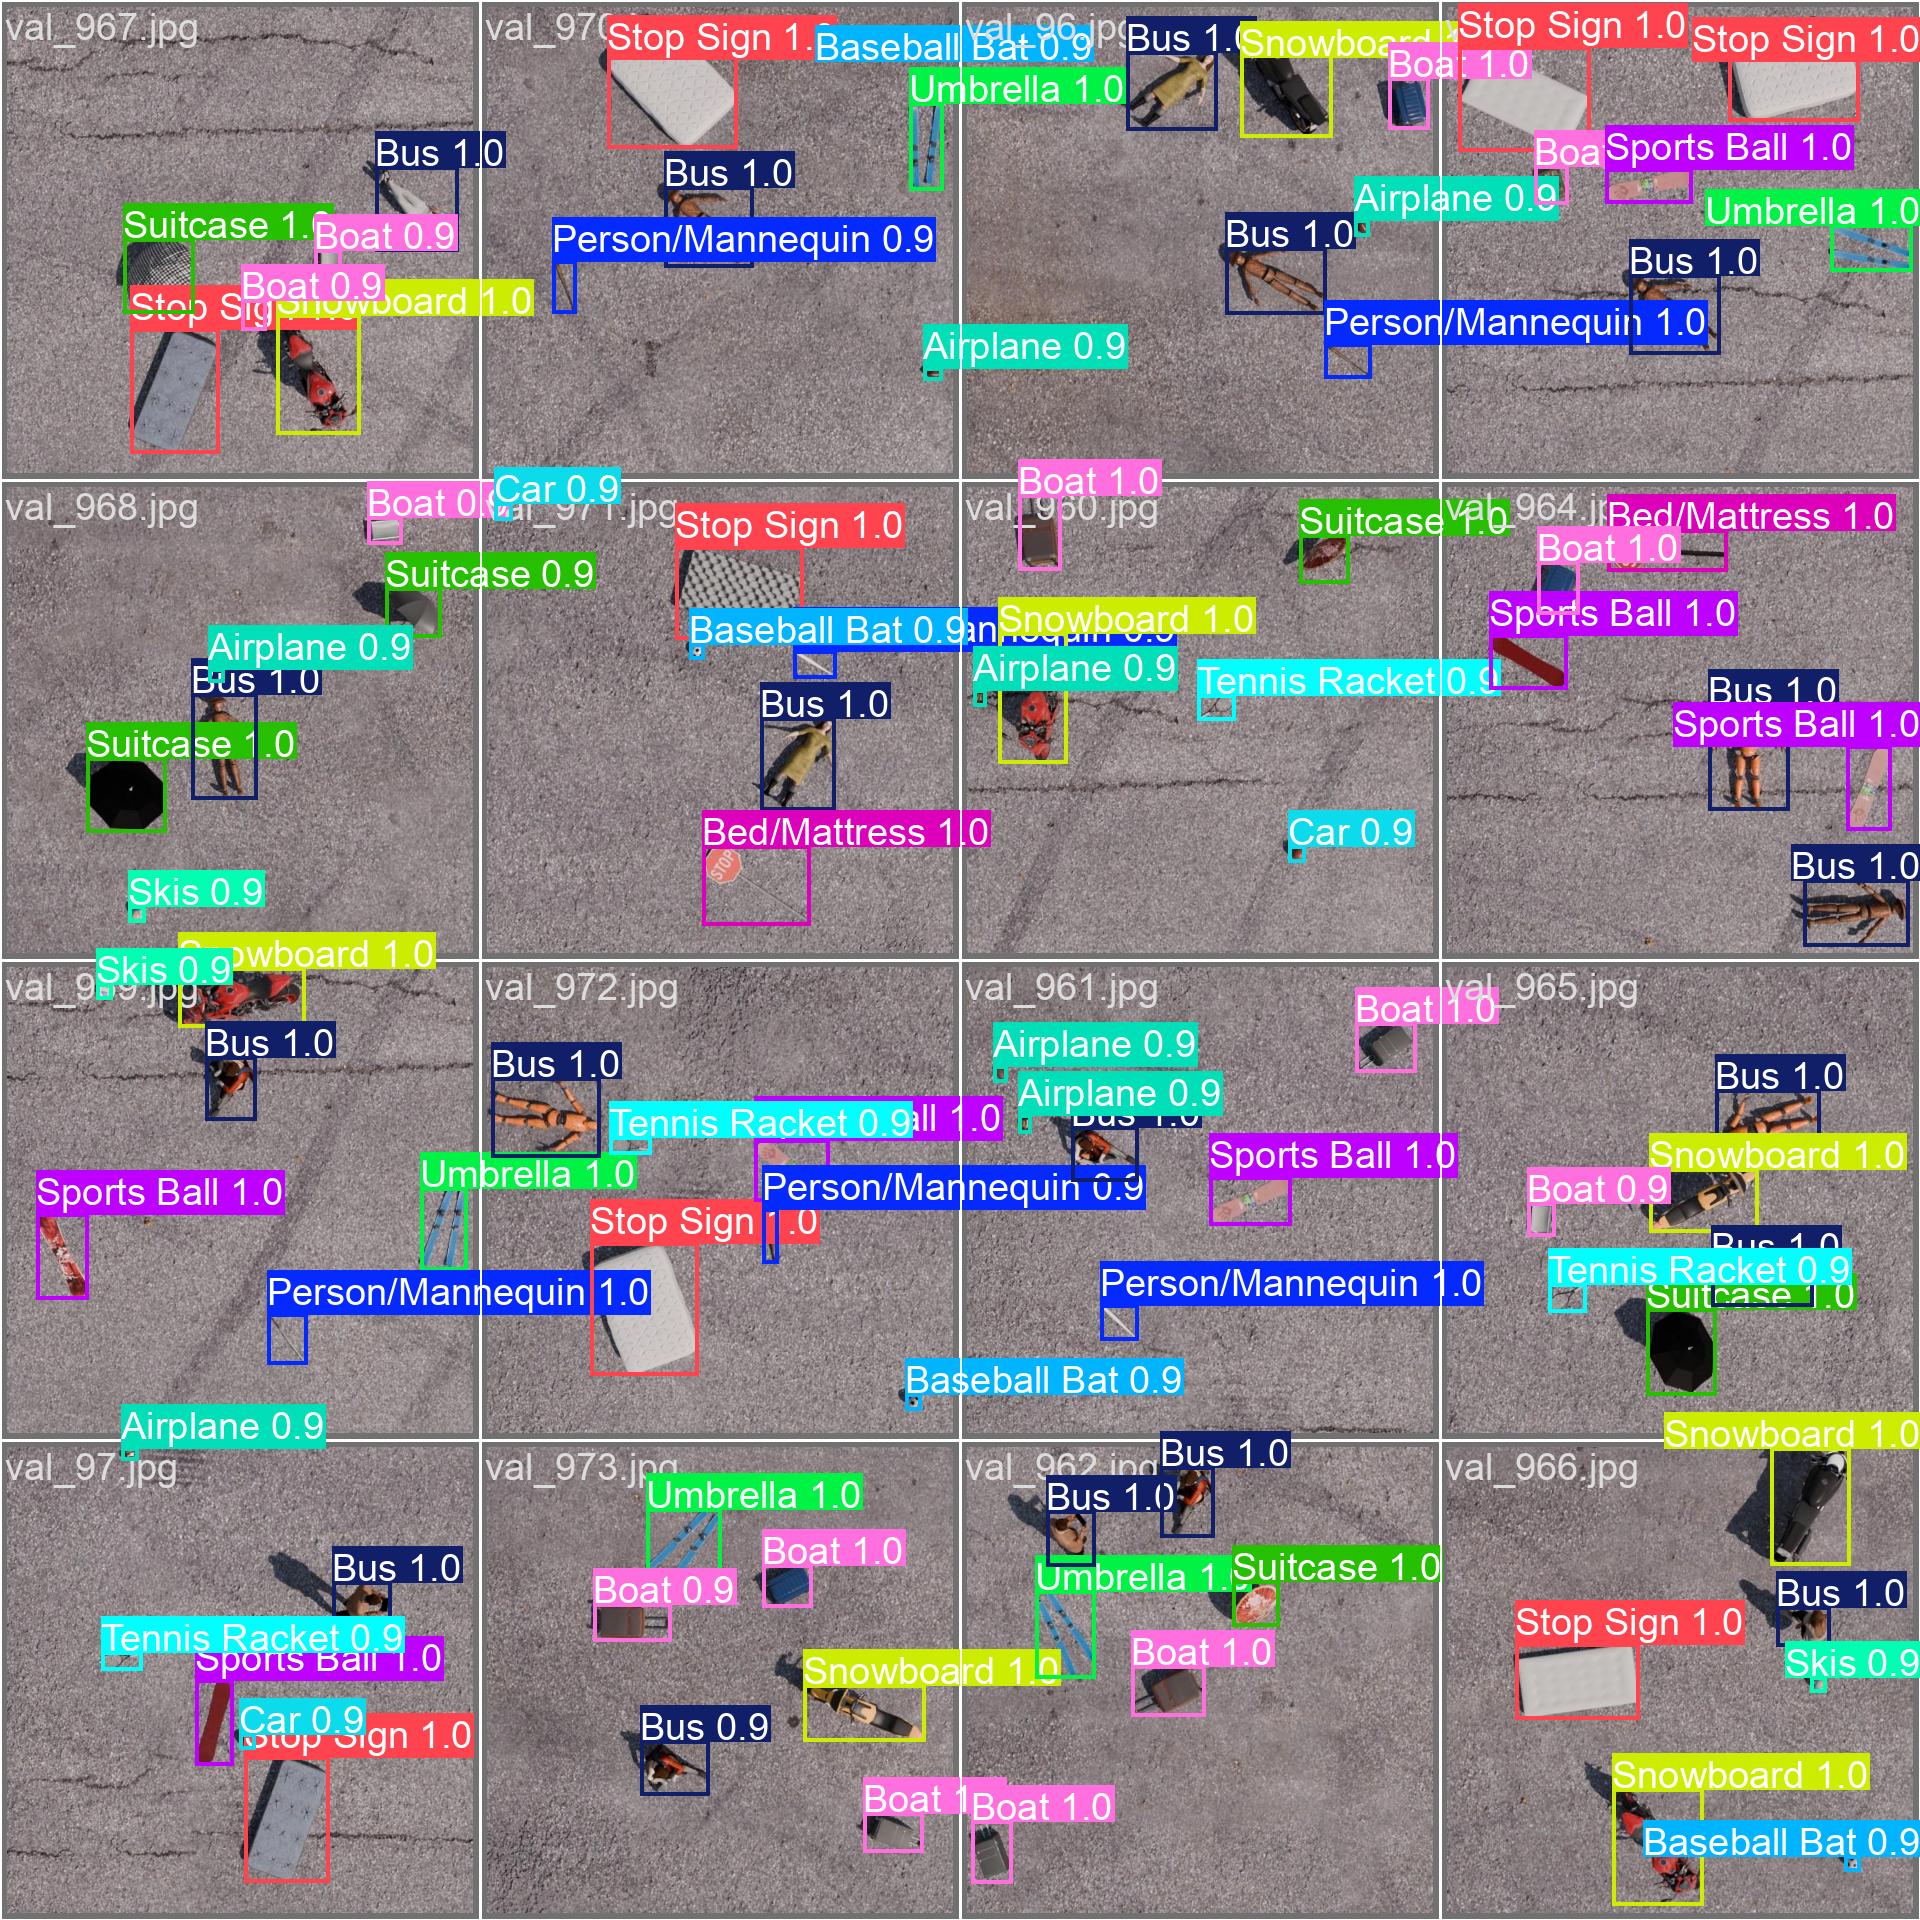 val_967.jpg
Bus 1.0
Suitcase 1.0
Boat 0.9
Boat 0.9
Stop Sig
Snowboard 1.0
val_970
Stop Sign 1.
Baseball Bat 0.9
Umbrella 1.0
Bus 1.0
Person/Mannequin 0.9
Airplane 0.9
val_96.jpg
Bus 1.0
Snowboard
Boat 1.0
Airplane 0.9
Bus 1.0
Person/Mannequin 1.0
Stop Sign 1.0
Stop Sign 1.0
Boa
Sports Ball 1.0
Umbrella 1.0
Bus 1.0
val_968.jpg
Boat 0.
Suitcase 0.9
Airplane 0.9
Bus 1.0
Suitcase 1.0
Skis 0.9
Car 0.9
val_971.jpg
Stop Sign 1.0
Baseball Bat 0.9
Bus 1.0
Bed/Mattress 1.0
STOP
Boat 1.0
val_960.jpg
Suitcase 1.0
Snowboard 1.0
Airplane 0.9
Tennis Racket 0.9
Car 0.9
val_964.jpg
Bed/Mattress 1.0
Boat 1.0
Sports Ball 1.0
Bus 1.0
Sports Ball 1.0
Bus 1.0
val_969.jpg
Skis 0.9
Snowboard 1.0
Bus 1.0
Sports Ball 1.0
Umbrella 1.0
Person/Mannequin 1.0
Airplane 0.9
val_972.jpg
Bus 1.0
Tennis Racket 0.9
all 1.0
Person/Mannequin 0.9
Stop Sign 1.0
Baseball Bat 0.9
val_961.jpg
Boat 1.0
Airplane 0.9
Airplane 0.9
Bus 1.0
Sports Ball 1.0
Person/Mannequin 1.0
val_965.jpg
Bus 1.0
Snowboard 1.0
Boat 0.9
Bus 1.0
Tennis Racket 0.9
Suitcase 1.0
val_97.jpg
Bus 1.0
Tennis Racket 0.9
Sports Ball 1.0
Car 0.9
Stop Sign 1.0
val_973.jpg
Umbrella 1.0
Boat 1.0
Boat 0.9
Snowboard 1.0
Bus 0.9
Boat 1
val_962.jpg
Bus 1.0
Bus 1.0
Umbrella 1.0
Suitcase 1.0
Boat 1.0
Boat 1.0
val_966.jpg
Snowboard 1.0
Bus 1.0
Stop Sign 1.0
Skis 0.9
Snowboard 1.0
Baseball Bat 0.9